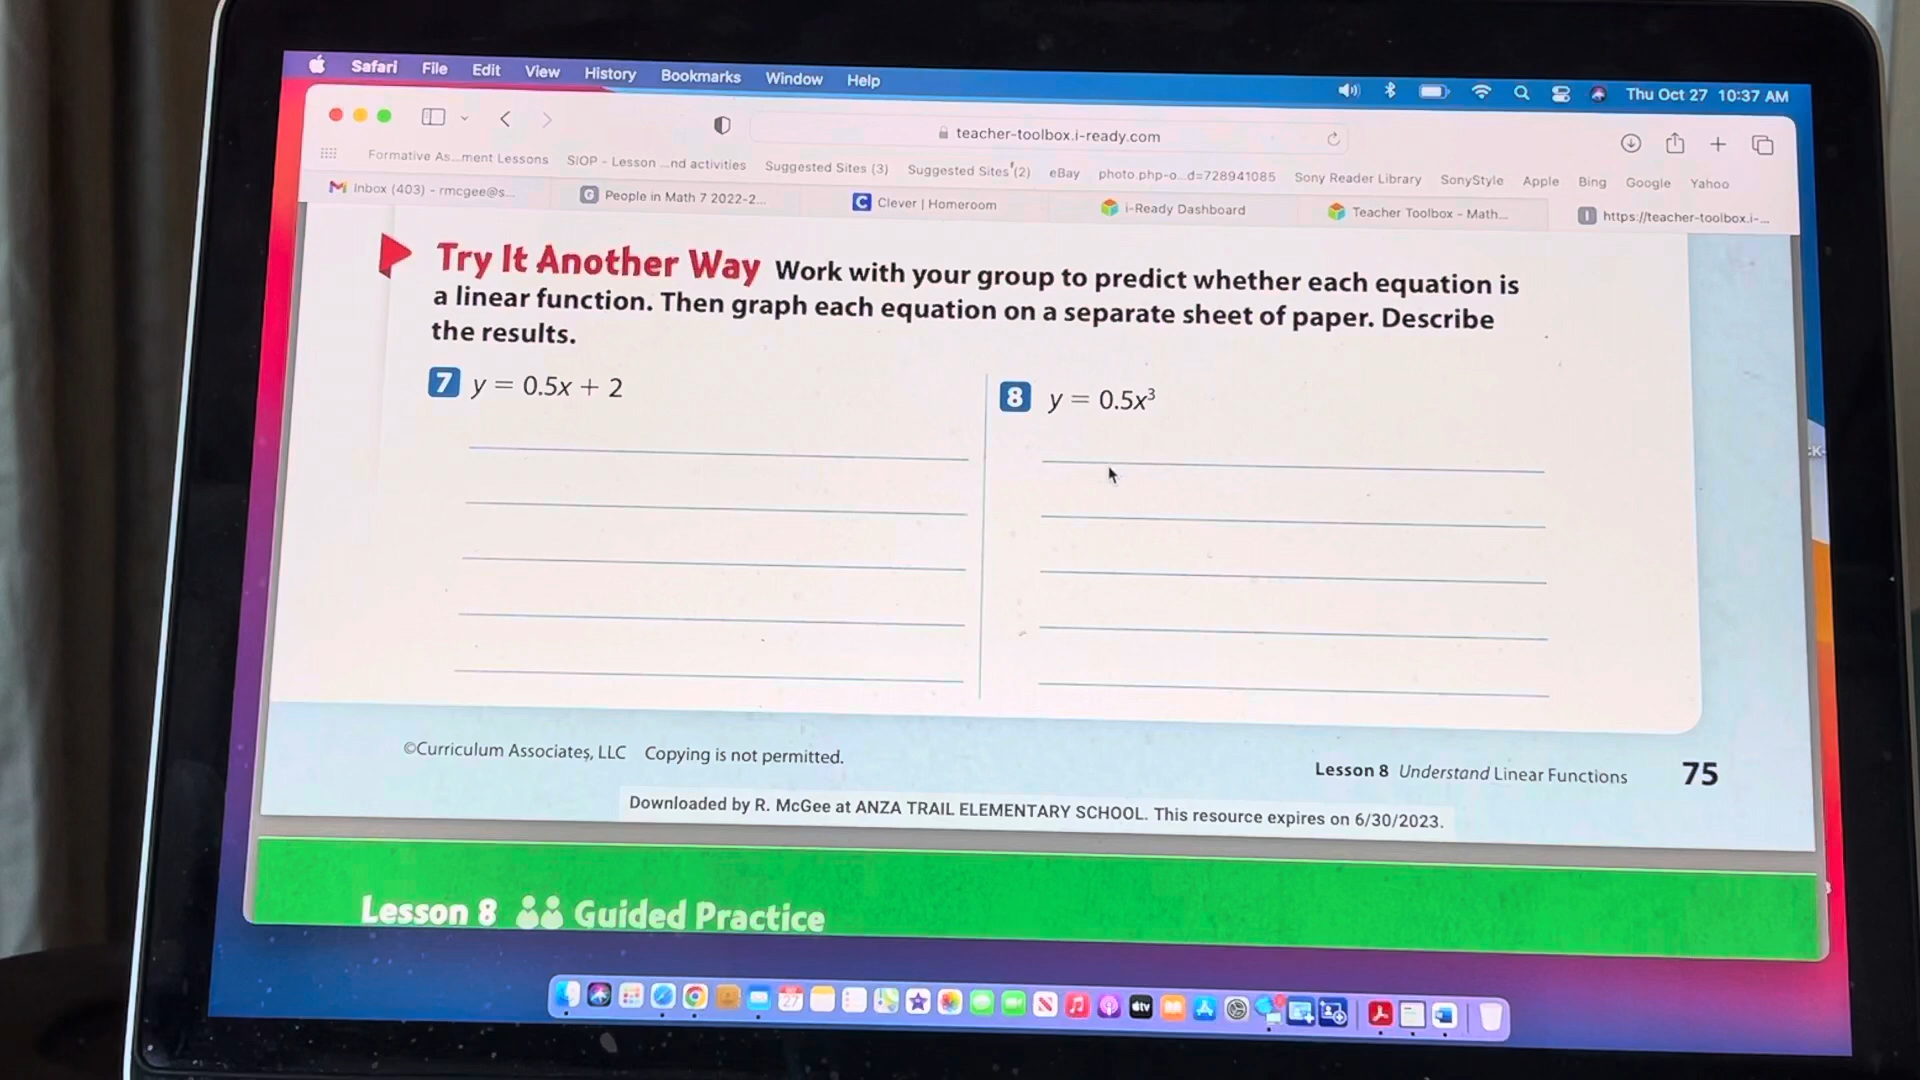 Safari File Edit View History Bookmarks Window Help
Thu Oct 27 10:37 AM
teacher-toolbox.i-ready.com
Formative As...ment Lessons SIOP - Lesson ...nd activities Suggested Sites (3) Suggested Sites (2) eBay photo.php-o...d=728941085 Sony Reader Library SonyStyle Apple Bing Google Yahoo
Inbox (403) - rmcgee@s... People in Math 7 2022-2... Clever | Homeroom i-Ready Dashboard Teacher Toolbox - Math... https://teacher-toolbox.i-...
Try It Another Way Work with your group to predict whether each equation is
a linear function. Then graph each equation on a separate sheet of paper. Describe
the results.
7 y = 0.5x + 2
8 y = 0.5x³
©Curriculum Associates, LLC Copying is not permitted.
Lesson 8 Understand Linear Functions 75
Downloaded by R. McGee at ANZA TRAIL ELEMENTARY SCHOOL. This resource expires on 6/30/2023.
Lesson 8 Guided Practice